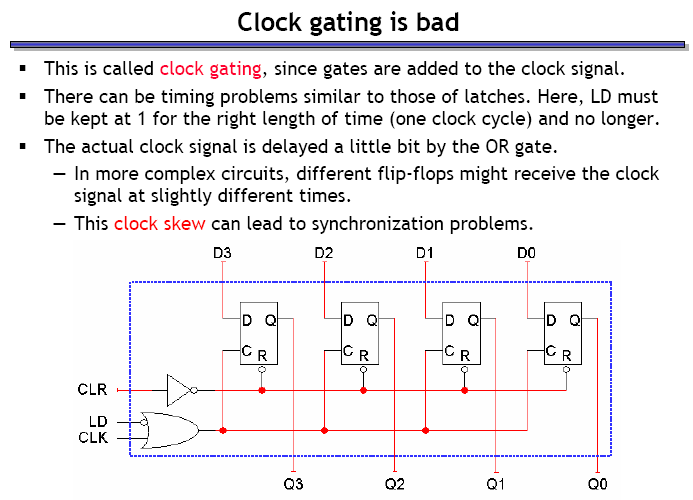 Clock gating is bad
▪ This is called clock gating, since gates are added to the clock signal.
▪ There can be timing problems similar to those of latches. Here, LD must
be kept at 1 for the right length of time (one clock cycle) and no longer.
▪ The actual clock signal is delayed a little bit by the OR gate.
— In more complex circuits, different flip-flops might receive the clock
signal at slightly different times.
— This clock skew can lead to synchronization problems.
D3 D2 D1 D0
D Q D Q D Q D Q
C R C R C R C R
CLR
LD
CLK
Q3 Q2 Q1 Q0